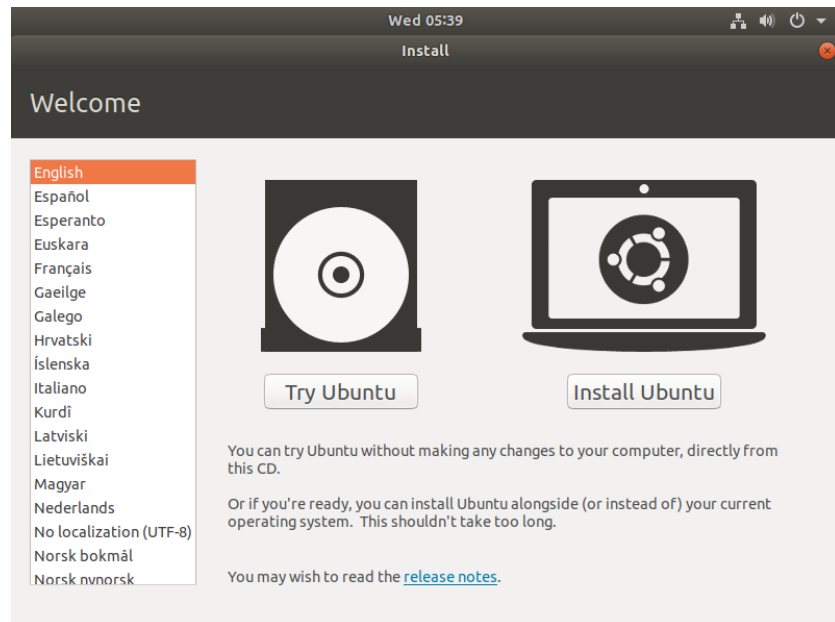 Wed 05:39
Install
Welcome
English
Español
Esperanto
Euskara
Français
Gaeilge
Galego
Hrvatski
Íslenska
Italiano
Kurdî
Latviski
Lietuviškai
Magyar
Nederlands
No localization (UTF-8)
Norsk bokmål
Norsk nynorsk
Try Ubuntu
Install Ubuntu
You can try Ubuntu without making any changes to your computer, directly from
this CD.
Or if you're ready, you can install Ubuntu alongside (or instead of) your current
operating system. This shouldn't take too long.
You may wish to read the release notes.